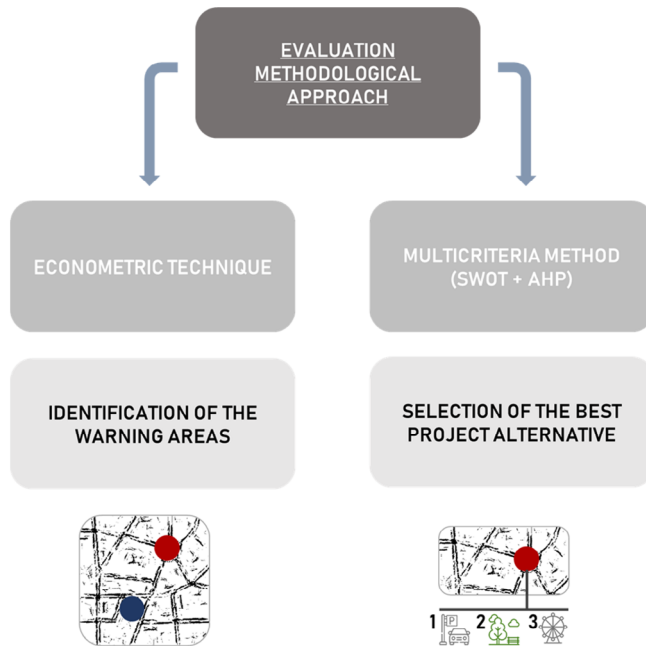 EVALUATION
METHODOLOGICAL
APPROACH
ECONOMETRIC TECHNIQUE
MULTICRITERIA METHOD
(SWOT + AHP)
IDENTIFICATION OF THE
WARNING AREAS
SELECTION OF THE BEST
PROJECT ALTERNATIVE
1 P 2 3